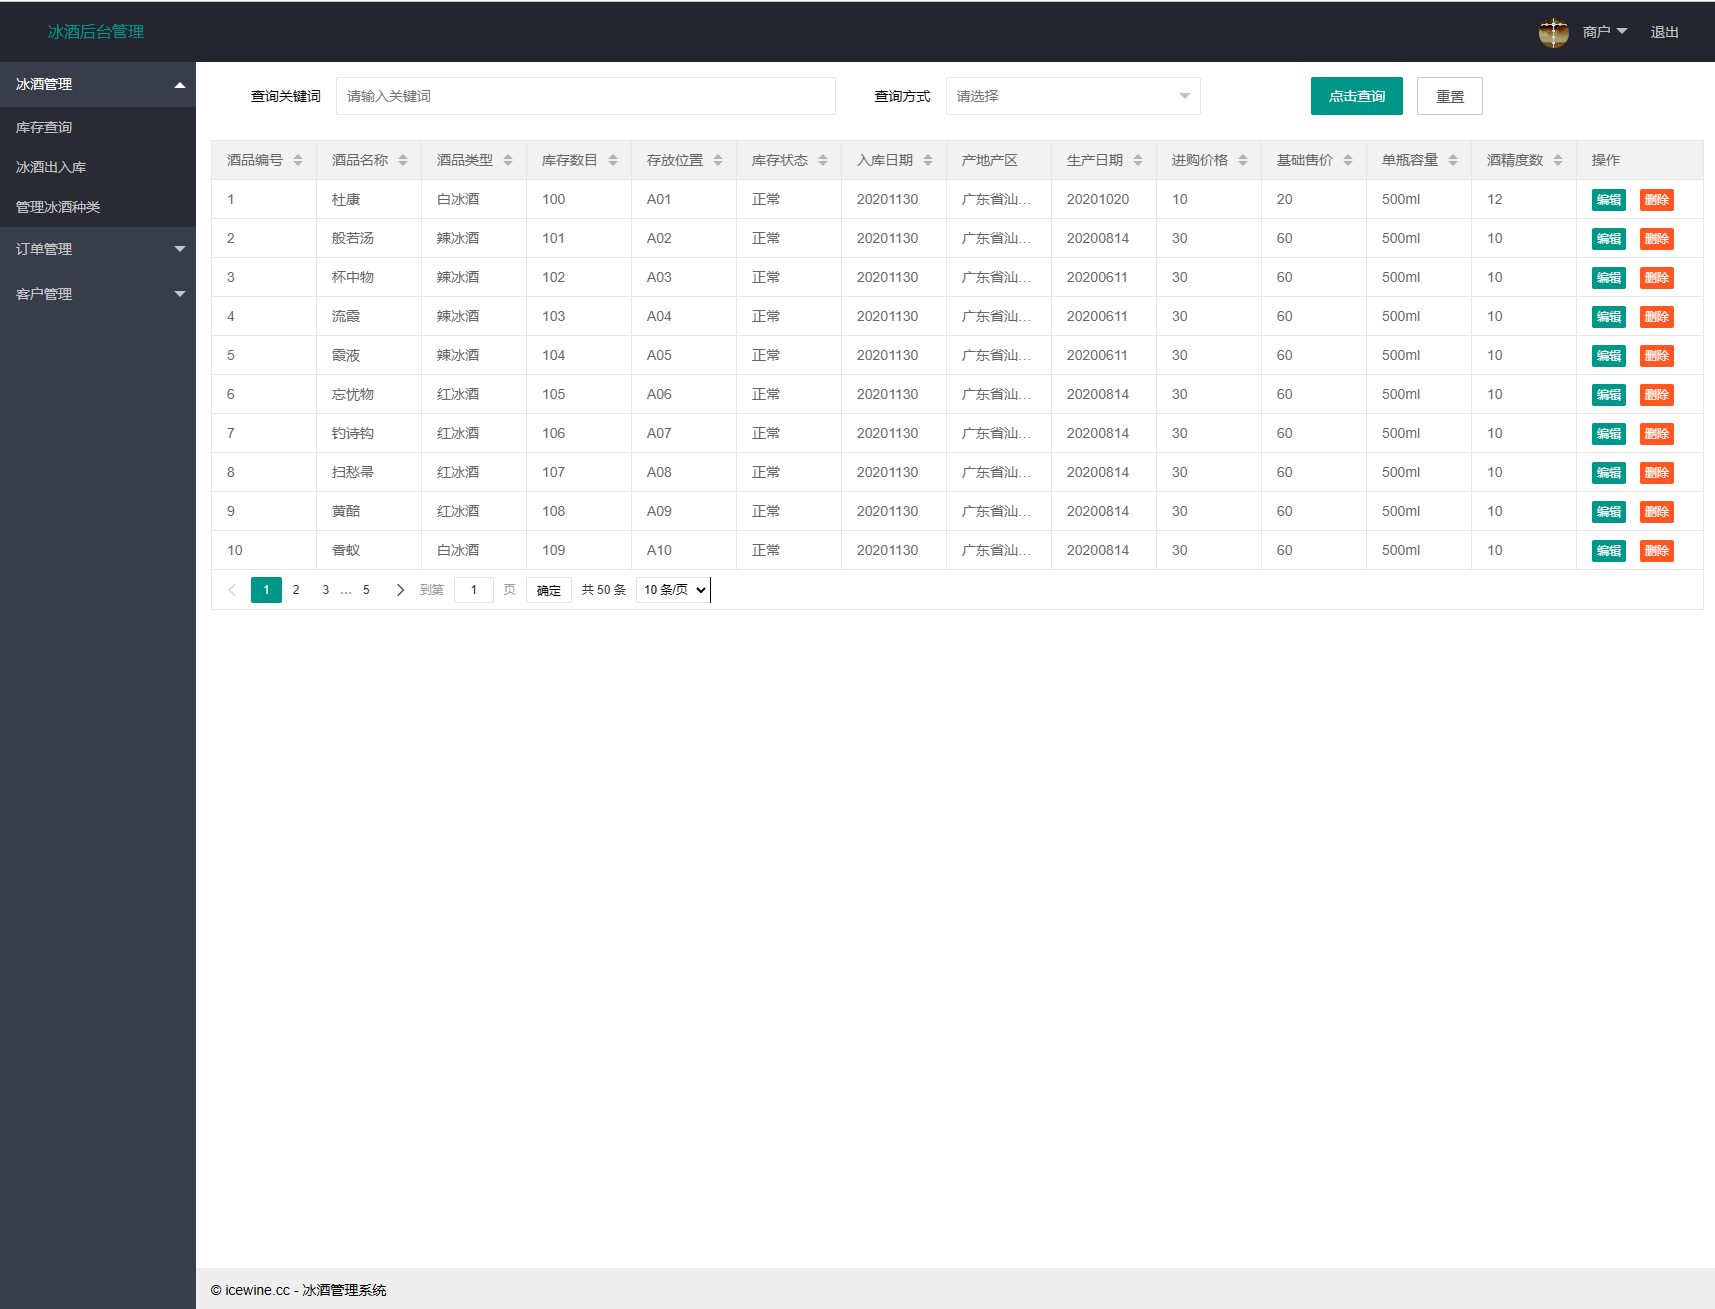 冰酒后台管理 商户 退出
冰酒管理
库存查询
冰酒出入库
管理冰酒种类
订单管理
客户管理
查询关键词 请输入关键词 查询方式 请选择 点击查询 重置
酒品编号 酒品名称 酒品类型 库存数目 存放位置 库存状态 入库日期 产地产区 生产日期 进购价格 基础售价 单瓶容量 酒精度数 操作
1 杜康 白冰酒 100 A01 正常 20201130 广东省汕... 20201020 10 20 500ml 12 编辑 删除
2 般若汤 辣冰酒 101 A02 正常 20201130 广东省汕... 20200814 30 60 500ml 10 编辑 删除
3 杯中物 辣冰酒 102 A03 正常 20201130 广东省汕... 20200611 30 60 500ml 10 编辑 删除
4 流霞 辣冰酒 103 A04 正常 20201130 广东省汕... 20200611 30 60 500ml 10 编辑 删除
5 霞液 辣冰酒 104 A05 正常 20201130 广东省汕... 20200611 30 60 500ml 10 编辑 删除
6 忘忧物 红冰酒 105 A06 正常 20201130 广东省汕... 20200814 30 60 500ml 10 编辑 删除
7 钓诗钩 红冰酒 106 A07 正常 20201130 广东省汕... 20200814 30 60 500ml 10 编辑 删除
8 扫愁帚 红冰酒 107 A08 正常 20201130 广东省汕... 20200814 30 60 500ml 10 编辑 删除
9 黄醅 红冰酒 108 A09 正常 20201130 广东省汕... 20200814 30 60 500ml 10 编辑 删除
10 香蚁 白冰酒 109 A10 正常 20201130 广东省汕... 20200814 30 60 500ml 10 编辑 删除
1 2 3 ... 5 到第 1 页 确定 共 50 条 10 条/页
© icewine.cc - 冰酒管理系统